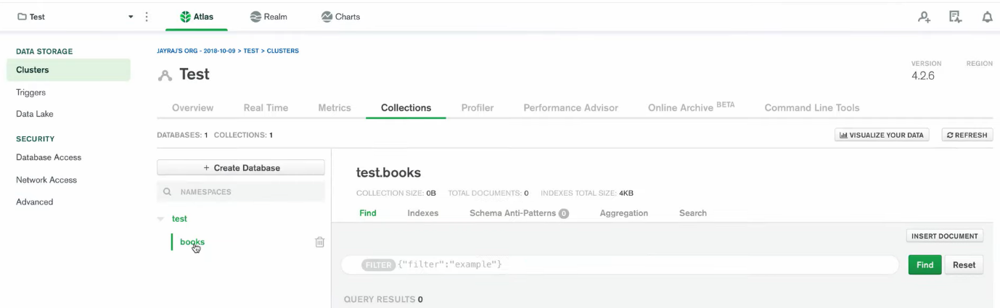 Test
Atlas
Realm
Charts
DATA STORAGE
Clusters
Triggers
Data Lake
SECURITY
Database Access
Network Access
Advanced
JAYRAJ'S ORG - 2018-10-09 > TEST > CLUSTERS
Test
VERSION
4.2.6
REGION
Overview
Real Time
Metrics
Collections
Profiler
Performance Advisor
Online Archive BETA
Command Line Tools
DATABASES: 1 COLLECTIONS: 1
VISUALIZE YOUR DATA
REFRESH
+ Create Database
NAMESPACES
test
books
test.books
COLLECTION SIZE: 0B TOTAL DOCUMENTS: 0 INDEXES TOTAL SIZE: 4KB
Find
Indexes
Schema Anti-Patterns 0
Aggregation
Search
INSERT DOCUMENT
FILTER {"filter":"example"}
Find
Reset
QUERY RESULTS 0